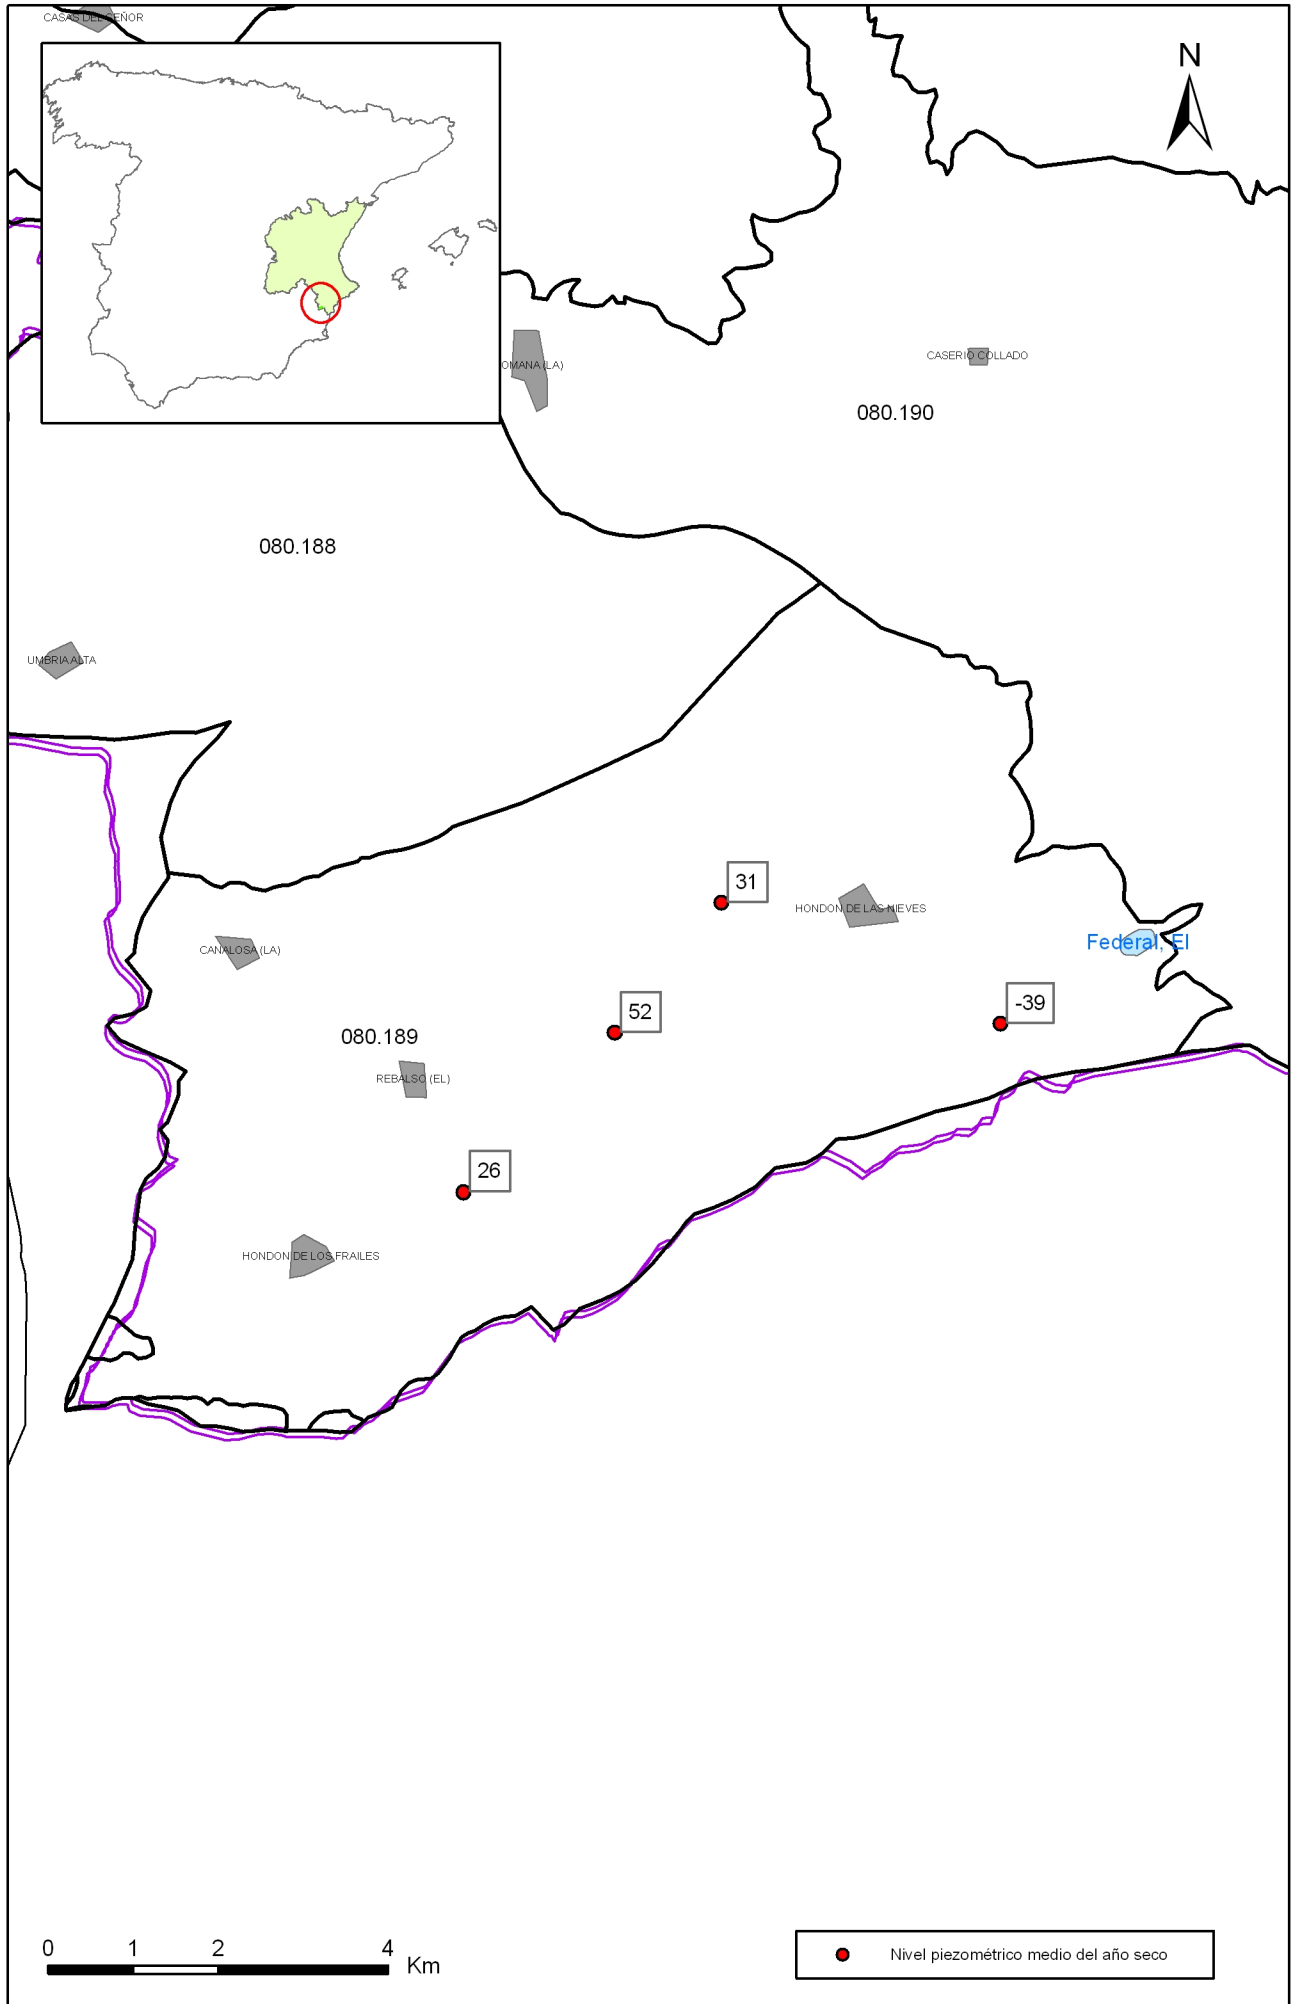 CASAS DEL SEÑOR
N
OMANA (LA)
CASERIO COLLADO
080.190
080.188
UMBRIA ALTA
31
HONDON DE LAS NIEVES
CANALOSA (LA)
Federal, El
52
-39
080.189
REBALSO (EL)
26
HONDON DE LOS FRAILES
0 1 2 4
Km
Nivel piezométrico medio del año seco